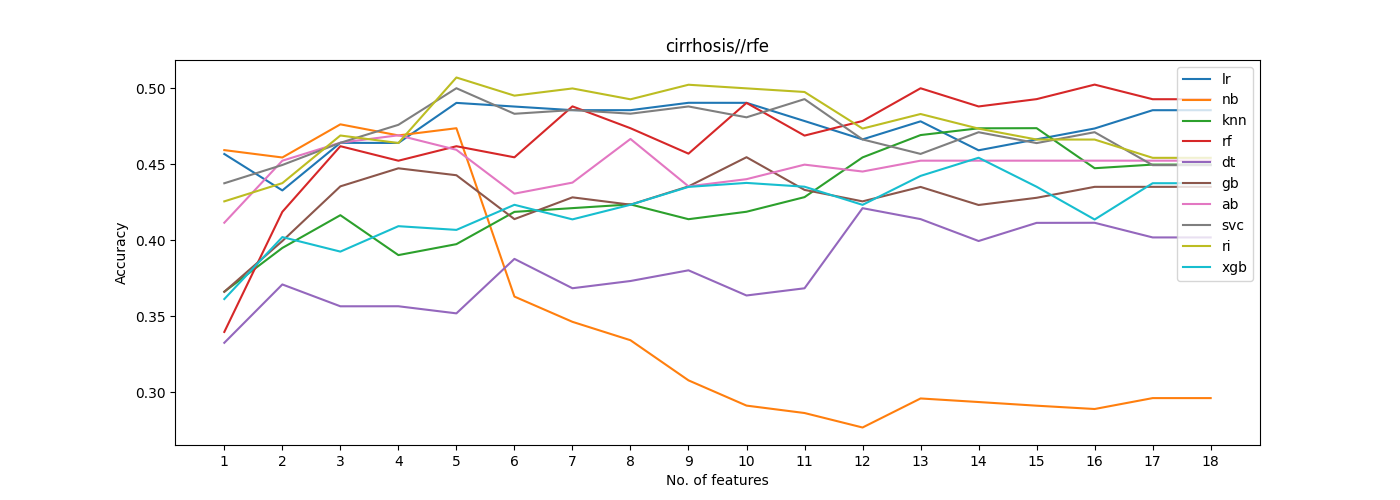 cirrhosis//rfe
Accuracy
0.50
0.45
0.40
0.35
0.30
1 2 3 4 5 6 7 8 9 10 11 12 13 14 15 16 17 18
No. of features
lr
nb
knn
rf
dt
gb
ab
svc
ri
xgb